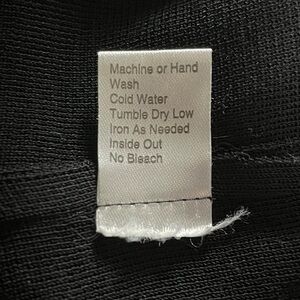 Machine or Hand
Wash
Cold Water
Tumble Dry Low
Iron As Needed
Inside Out
No Bleach